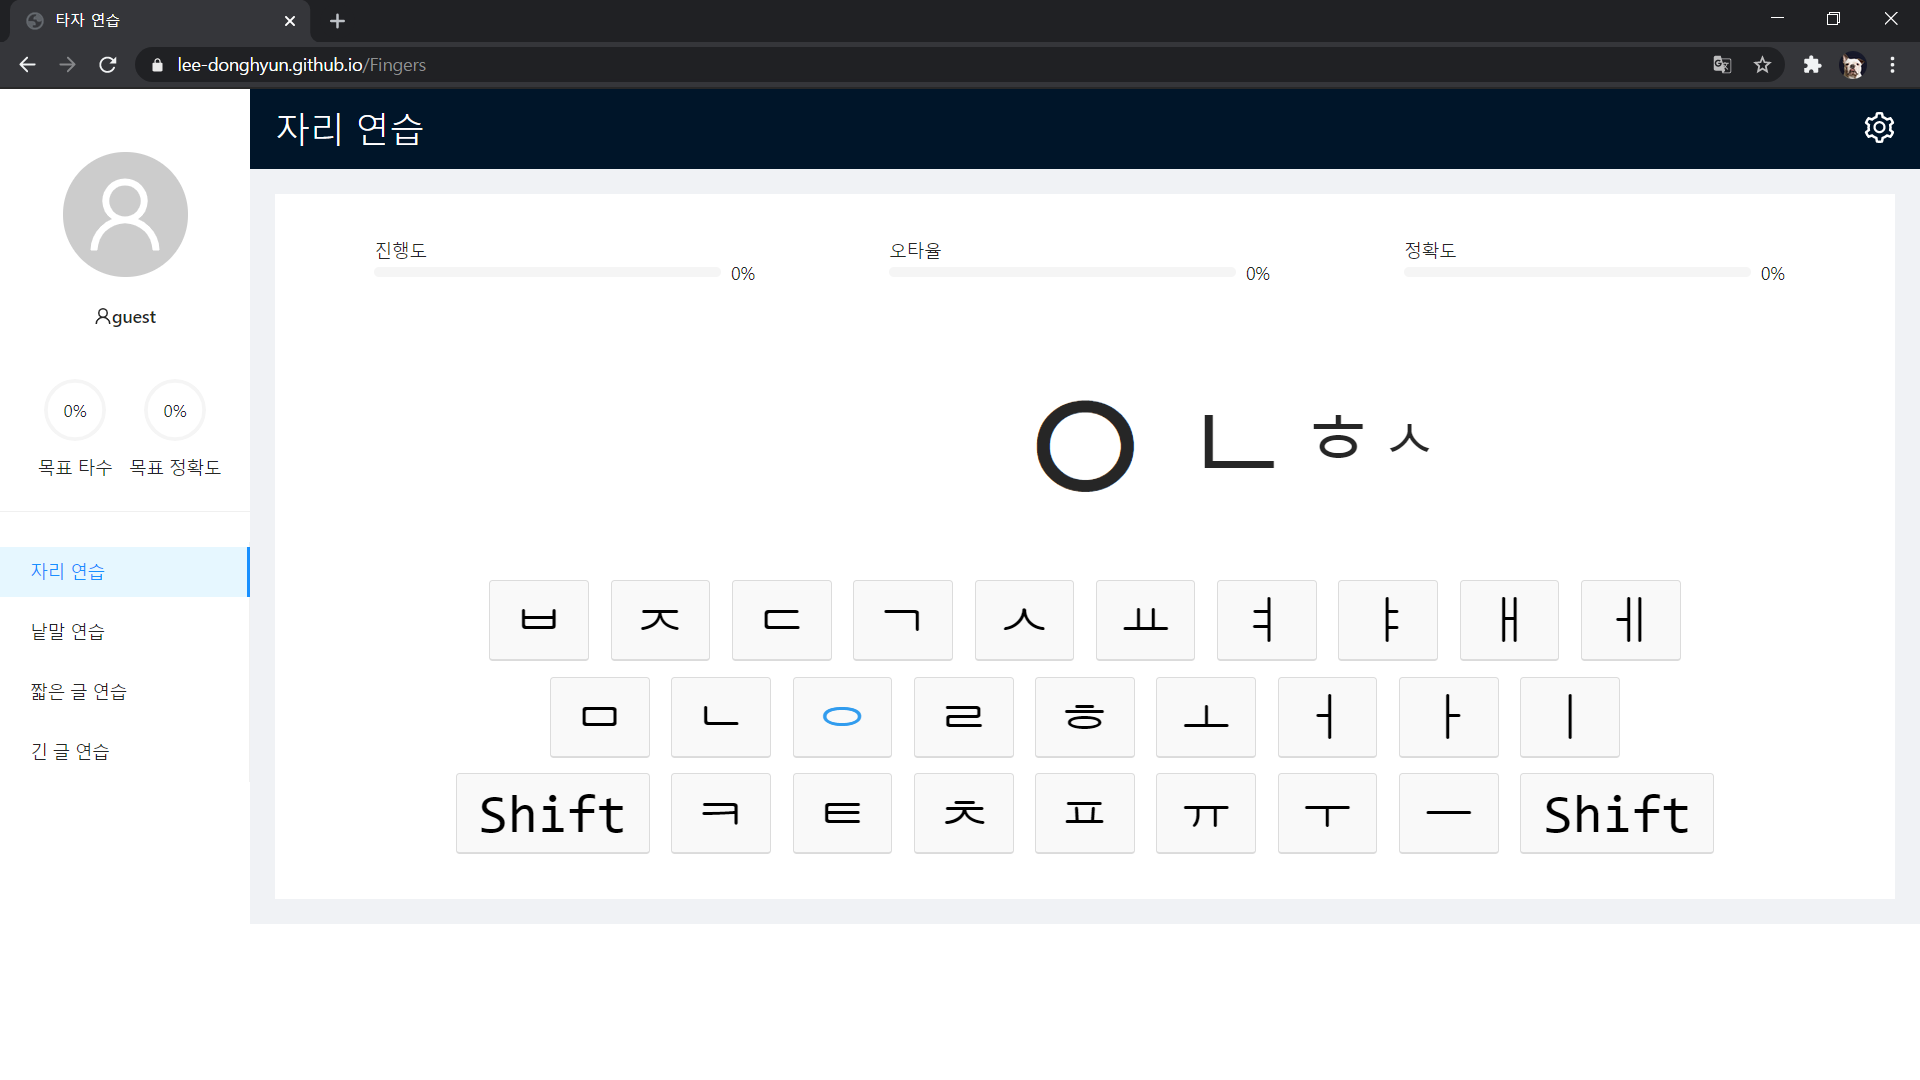 타자 연습
lee-donghyun.github.io/Fingers
자리 연습
guest
0% 0%
목표 타수 목표 정확도
자리 연습
낱말 연습
짧은 글 연습
긴 글 연습
진행도 0%
오타율 0%
정확도 0%
ㅇ ㄴ ㅎ ㅅ
ㅂ ㅈ ㄷ ㄱ ㅅ ㅛ ㅕ ㅑ ㅐ ㅔ
ㅁ ㄴ ㅇ ㄹ ㅎ ㅗ ㅓ ㅏ ㅣ
Shift ㅋ ㅌ ㅊ ㅍ ㅠ ㅜ ㅡ Shift